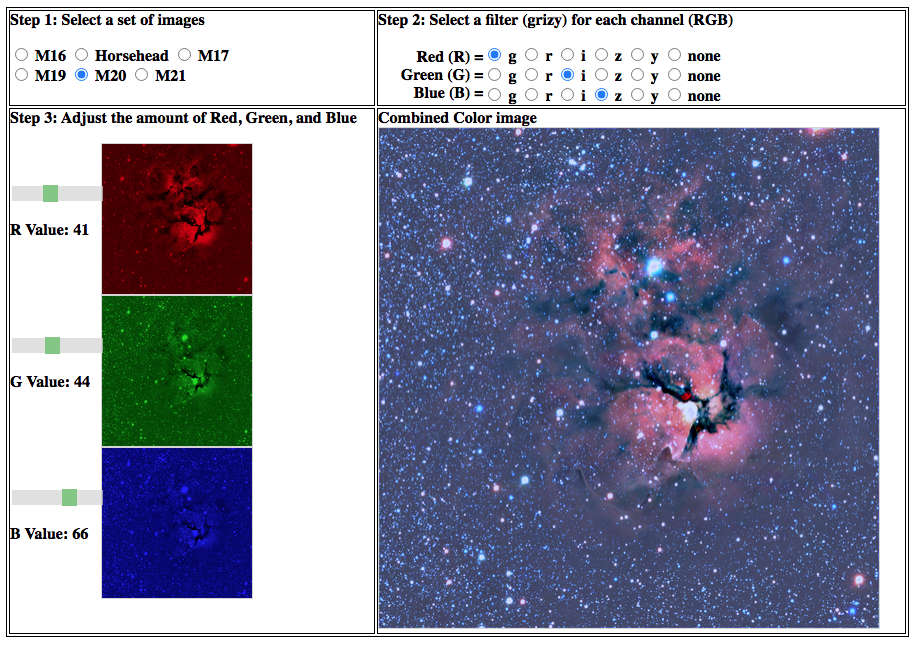 Step 1: Select a set of images
M16 Horsehead M17
M19 M20 M21
Step 2: Select a filter (grizy) for each channel (RGB)
Red (R) = g r i z y none
Green (G) = g r i z y none
Blue (B) = g r i z y none
Step 3: Adjust the amount of Red, Green, and Blue
R Value: 41
G Value: 44
B Value: 66
Combined Color image